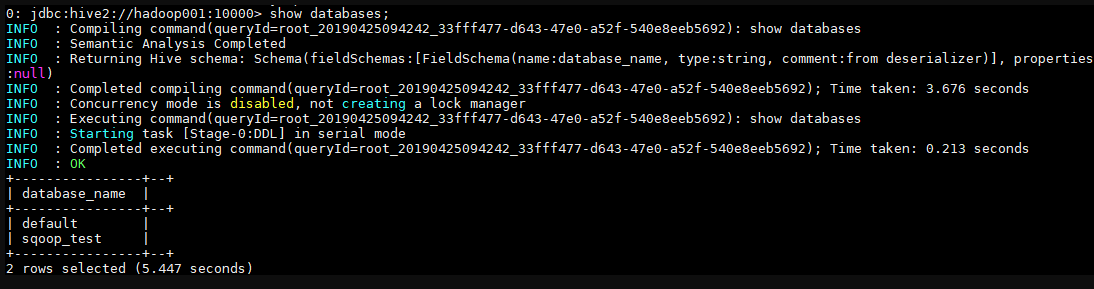 0: jdbc:hive2://hadoop001:10000> show databases;
INFO  : Compiling command(queryId=root_20190425094242_33fff477-d643-47e0-a52f-540e8eeb5692): show databases
INFO  : Semantic Analysis Completed
INFO  : Returning Hive schema: Schema(fieldSchemas:[FieldSchema(name:database_name, type:string, comment:from deserializer)], properties
:null)
INFO  : Completed compiling command(queryId=root_20190425094242_33fff477-d643-47e0-a52f-540e8eeb5692); Time taken: 3.676 seconds
INFO  : Concurrency mode is disabled, not creating a lock manager
INFO  : Executing command(queryId=root_20190425094242_33fff477-d643-47e0-a52f-540e8eeb5692): show databases
INFO  : Starting task [Stage-0:DDL] in serial mode
INFO  : Completed executing command(queryId=root_20190425094242_33fff477-d643-47e0-a52f-540e8eeb5692); Time taken: 0.213 seconds
INFO  : OK
+----------------+--+
| database_name  |
+----------------+--+
| default        |
| sqoop_test     |
+----------------+--+
2 rows selected (5.447 seconds)